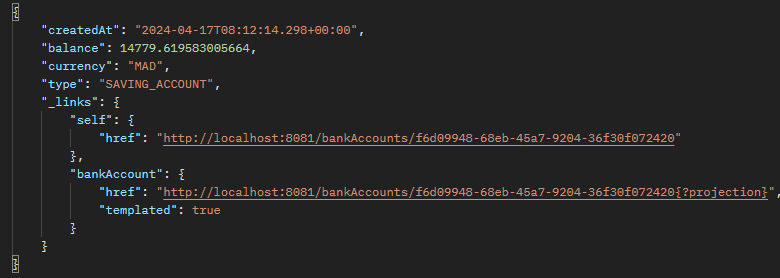 {
"createdAt": "2024-04-17T08:12:14.298+00:00",
"balance": 14779.619583005664,
"currency": "MAD",
"type": "SAVING_ACCOUNT",
"_links": {
"self": {
"href": "http://localhost:8081/bankAccounts/f6d09948-68eb-45a7-9204-36f30f072420"
},
"bankAccount": {
"href": "http://localhost:8081/bankAccounts/f6d09948-68eb-45a7-9204-36f30f072420{?projection}",
"templated": true
}
}
}